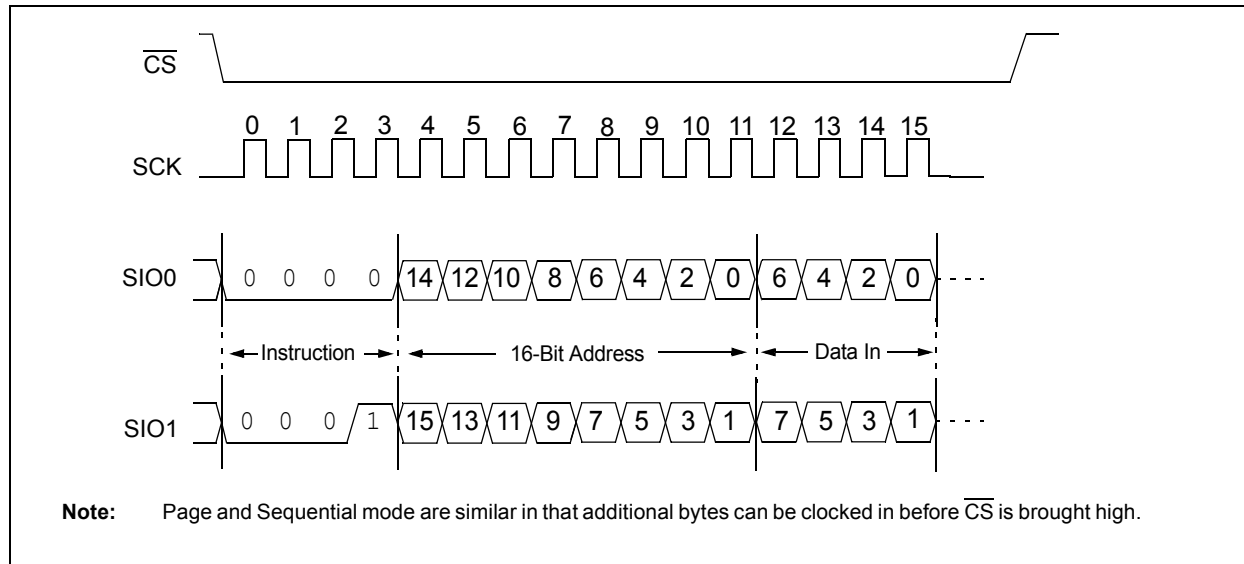 CS
0 1 2 3 4 5 6 7 8 9 10 11 12 13 14 15
SCK
SIO0 0 0 0 0 14 12 10 8 6 4 2 0 6 4 2 0
Instruction 16-Bit Address Data In
SIO1 0 0 0 1 15 13 11 9 7 5 3 1 7 5 3 1
Note: Page and Sequential mode are similar in that additional bytes can be clocked in before CS is brought high.